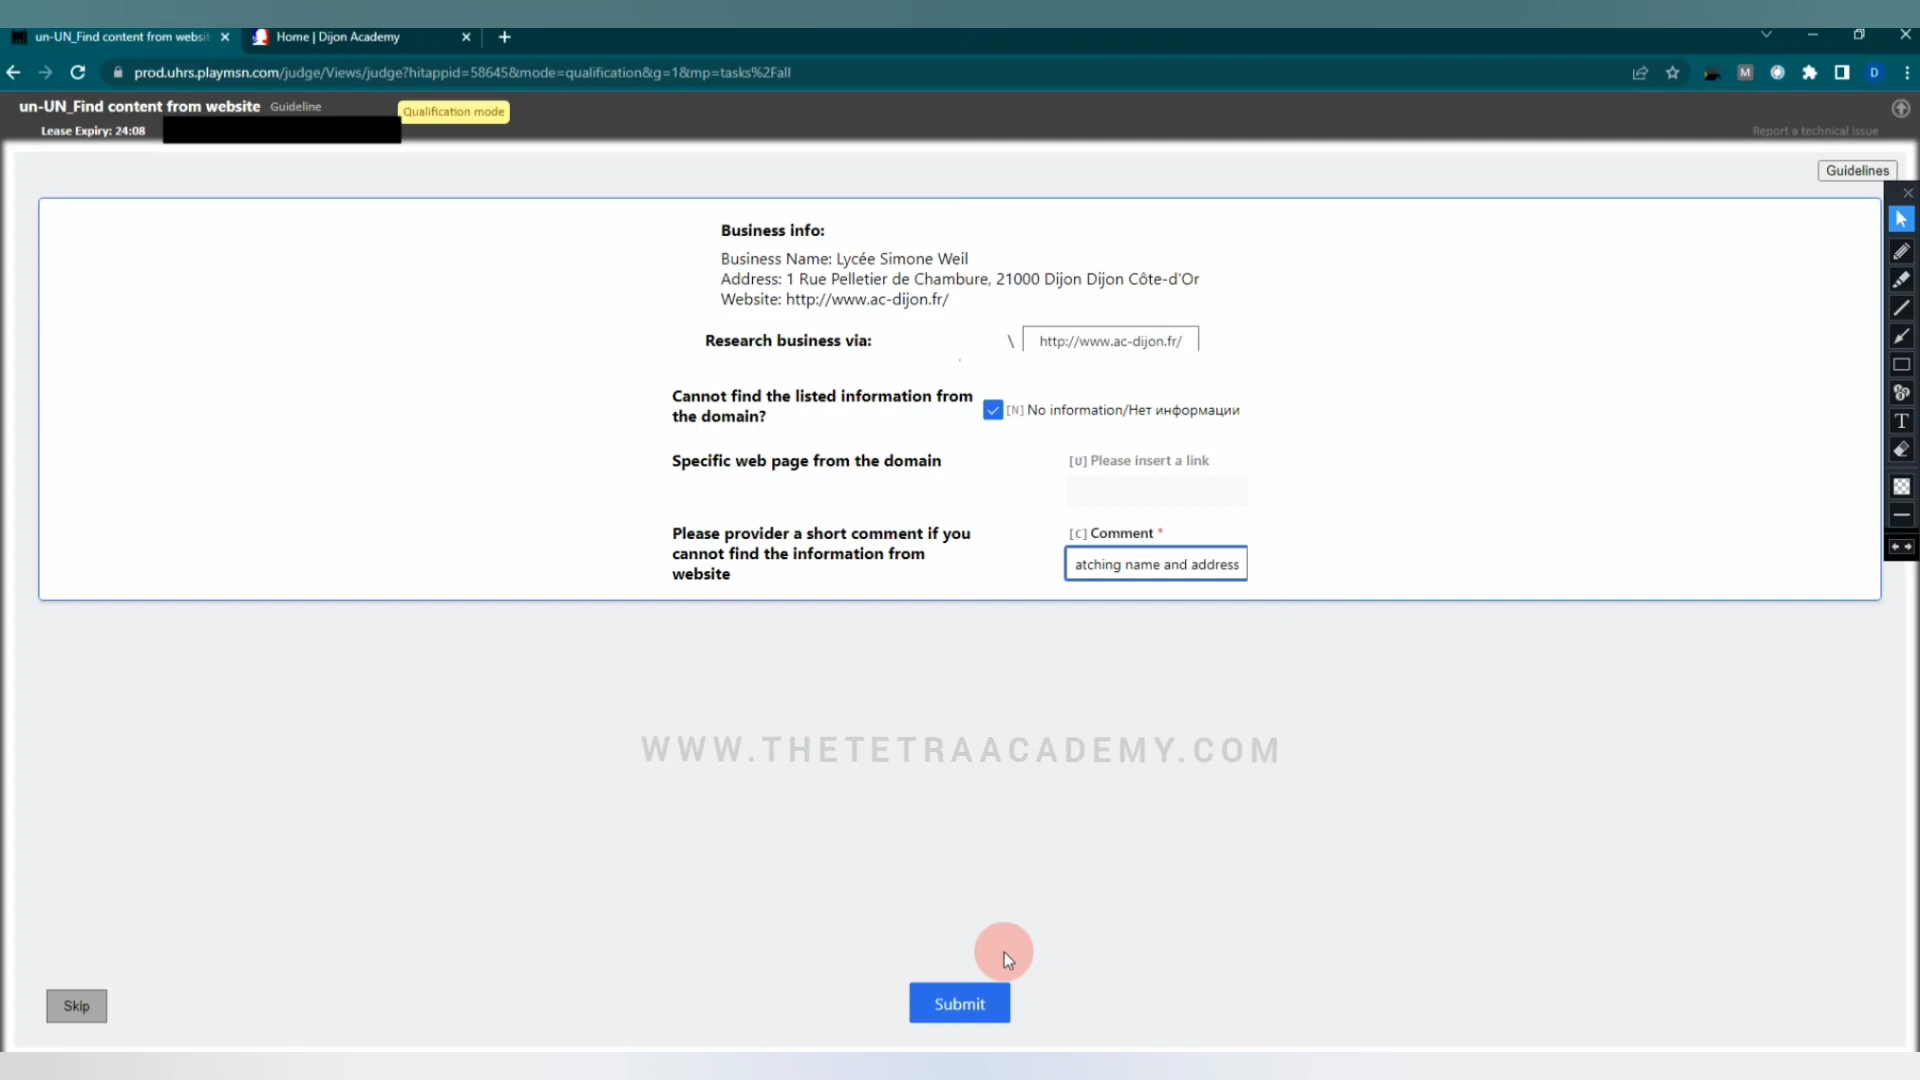 un-UN_Find content from websit
Home | Dijon Academy
prod.uhrs.playmsn.com/judge/Views/judge?hitappid=58645&mode=qualification&g=1&mp=tasks%2Fall
M
D
un-UN_Find content from website
Guideline
Qualification mode
Lease Expiry: 24:08
Report a technical issue
Guidelines
Business info:
Business Name: Lycée Simone Weil
Address: 1 Rue Pelletier de Chambure, 21000 Dijon Dijon Côte-d'Or
Website: http://www.ac-dijon.fr/
Research business via:
\ http://www.ac-dijon.fr/
Cannot find the listed information from
the domain?
[N] No information/Нет информации
Specific web page from the domain
[U] Please insert a link
Please provider a short comment if you
cannot find the information from
website
[C] Comment *
atching name and address
T
WWW.THETETRAACADEMY.COM
Skip
Submit